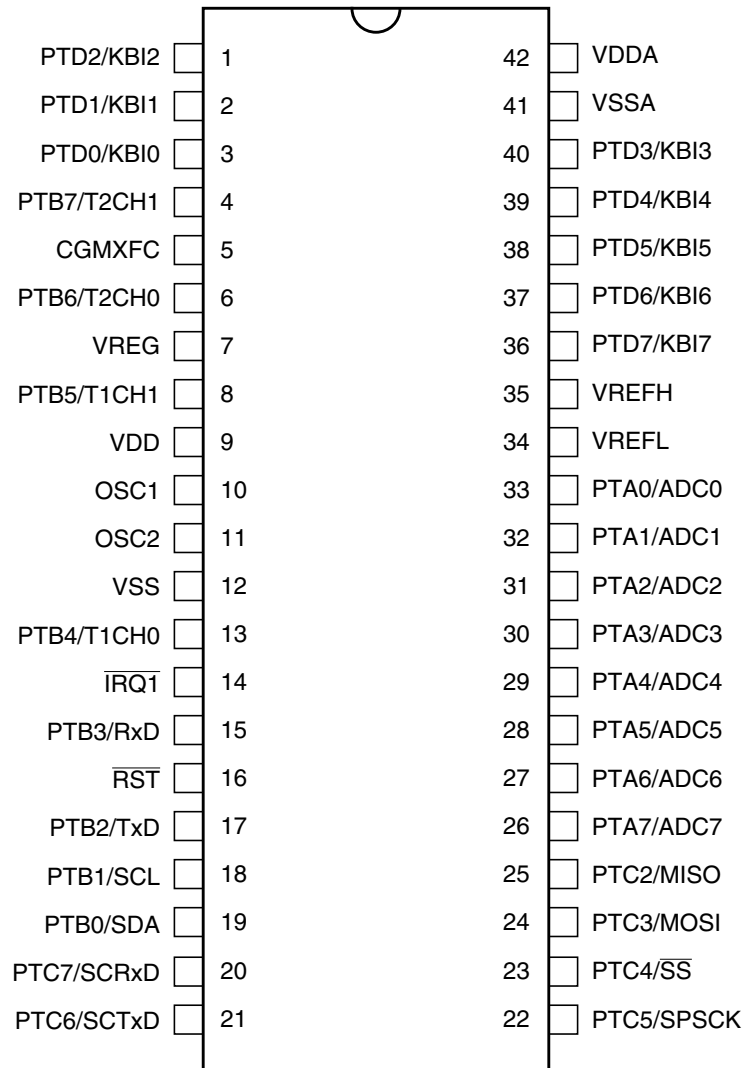 PTD2/KBI2 1 42 VDDA
PTD1/KBI1 2 41 VSSA
PTD0/KBI0 3 40 PTD3/KBI3
PTB7/T2CH1 4 39 PTD4/KBI4
CGMXFC 5 38 PTD5/KBI5
PTB6/T2CH0 6 37 PTD6/KBI6
VREG 7 36 PTD7/KBI7
PTB5/T1CH1 8 35 VREFH
VDD 9 34 VREFL
OSC1 10 33 PTA0/ADC0
OSC2 11 32 PTA1/ADC1
VSS 12 31 PTA2/ADC2
PTB4/T1CH0 13 30 PTA3/ADC3
I̅R̅Q̅1̅ 14 29 PTA4/ADC4
PTB3/RxD 15 28 PTA5/ADC5
R̅S̅T̅ 16 27 PTA6/ADC6
PTB2/TxD 17 26 PTA7/ADC7
PTB1/SCL 18 25 PTC2/MISO
PTB0/SDA 19 24 PTC3/MOSI
PTC7/SCRxD 20 23 PTC4/S̅S̅
PTC6/SCTxD 21 22 PTC5/SPSCK